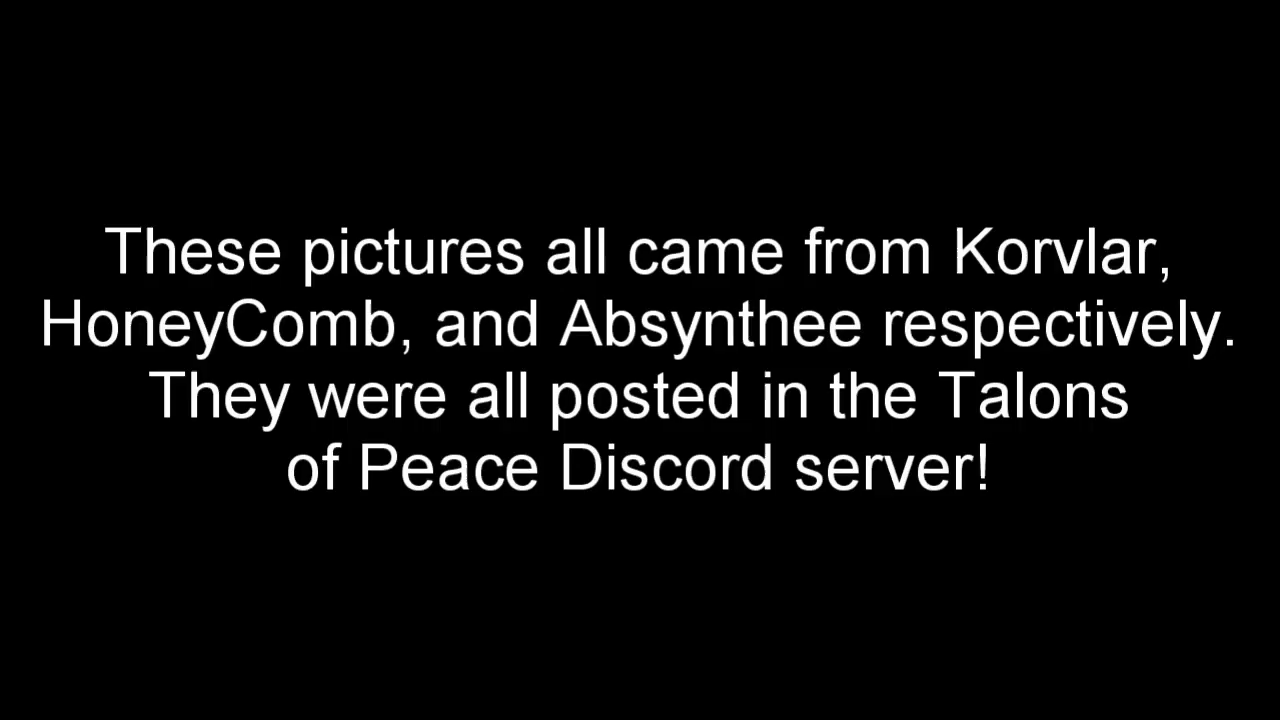 These pictures all came from Korvlar,
HoneyComb, and Absynthee respectively.
They were all posted in the Talons
of Peace Discord server!